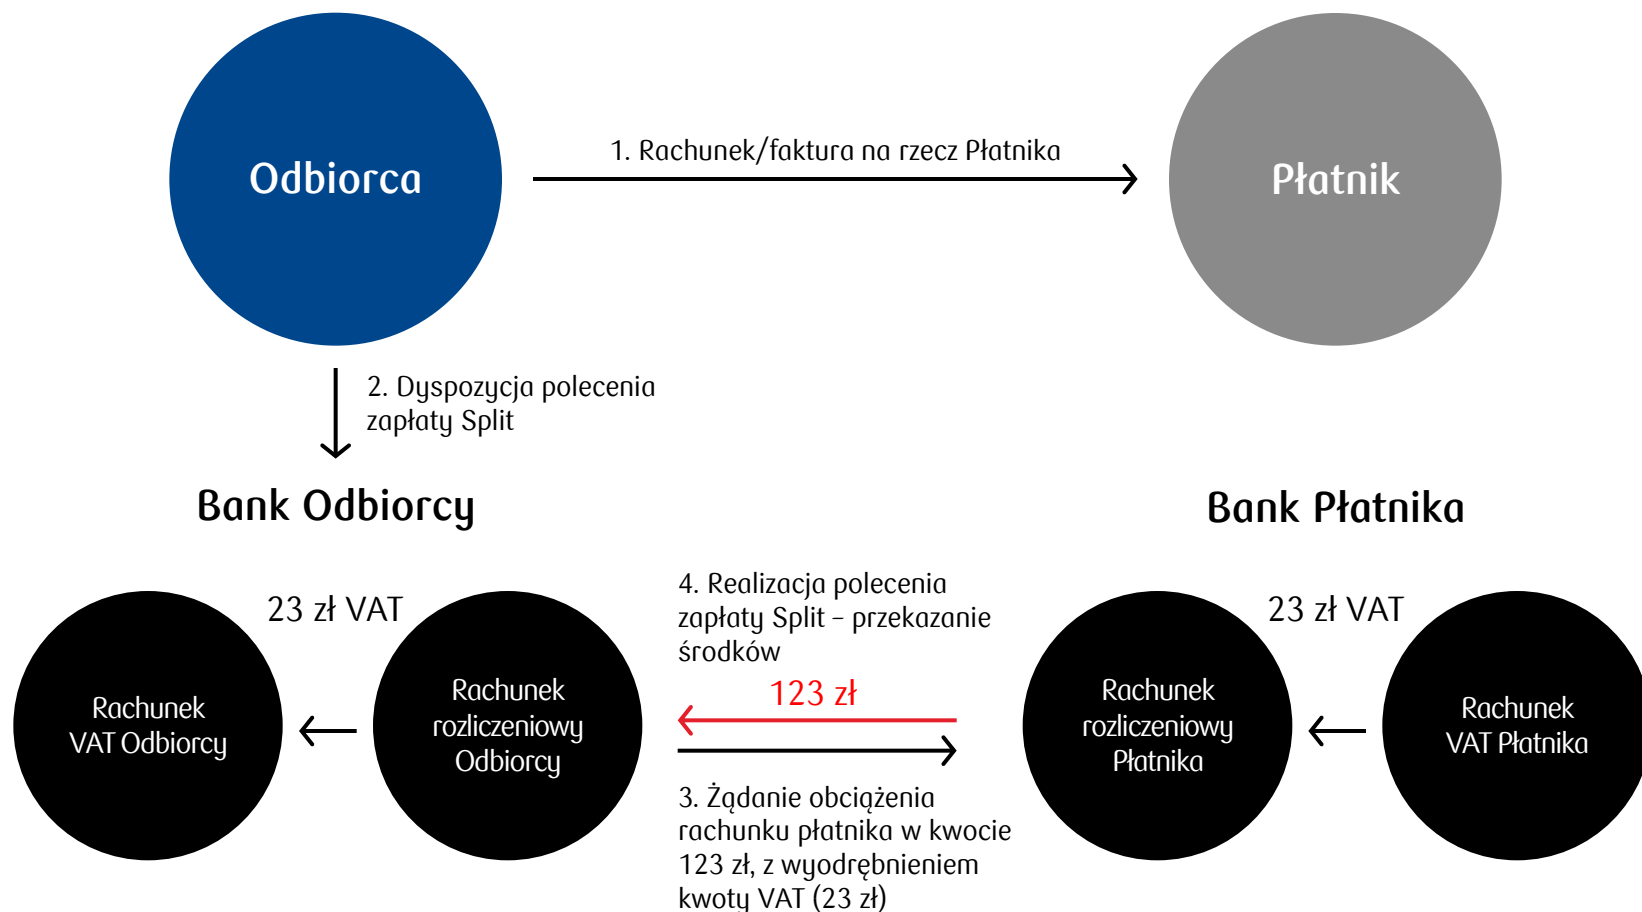 Odbiorca
1. Rachunek/faktura na rzecz Płatnika
Płatnik
2. Dyspozycja polecenia
zapłaty Split
Bank Odbiorcy
Bank Płatnika
23 zł VAT
Rachunek
VAT Odbiorcy
Rachunek
rozliczeniowy
Odbiorcy
4. Realizacja polecenia
zapłaty Split – przekazanie
środków
123 zł
3. Żądanie obciążenia
rachunku płatnika w kwocie
123 zł, z wyodrębnieniem
kwoty VAT (23 zł)
23 zł VAT
Rachunek
rozliczeniowy
Płatnika
Rachunek
VAT Płatnika